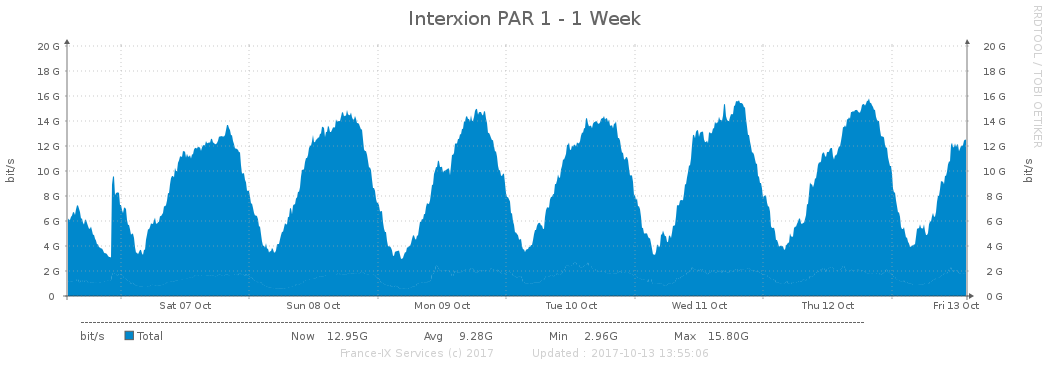 Interxion PAR 1 - 1 Week
RRDTOOL / TOBI OETIKER
bit/s
20 G
18 G
16 G
14 G
12 G
10 G
8 G
6 G
4 G
2 G
0
20 G
18 G
16 G
14 G
12 G
10 G
8 G
6 G
4 G
2 G
0 G
bit/s
Sat 07 Oct Sun 08 Oct Mon 09 Oct Tue 10 Oct Wed 11 Oct Thu 12 Oct Fri 13 Oct
bit/s Total Now 12.95G Avg 9.28G Min 2.96G Max 15.80G
France-IX Services (c) 2017 Updated : 2017-10-13 13:55:06